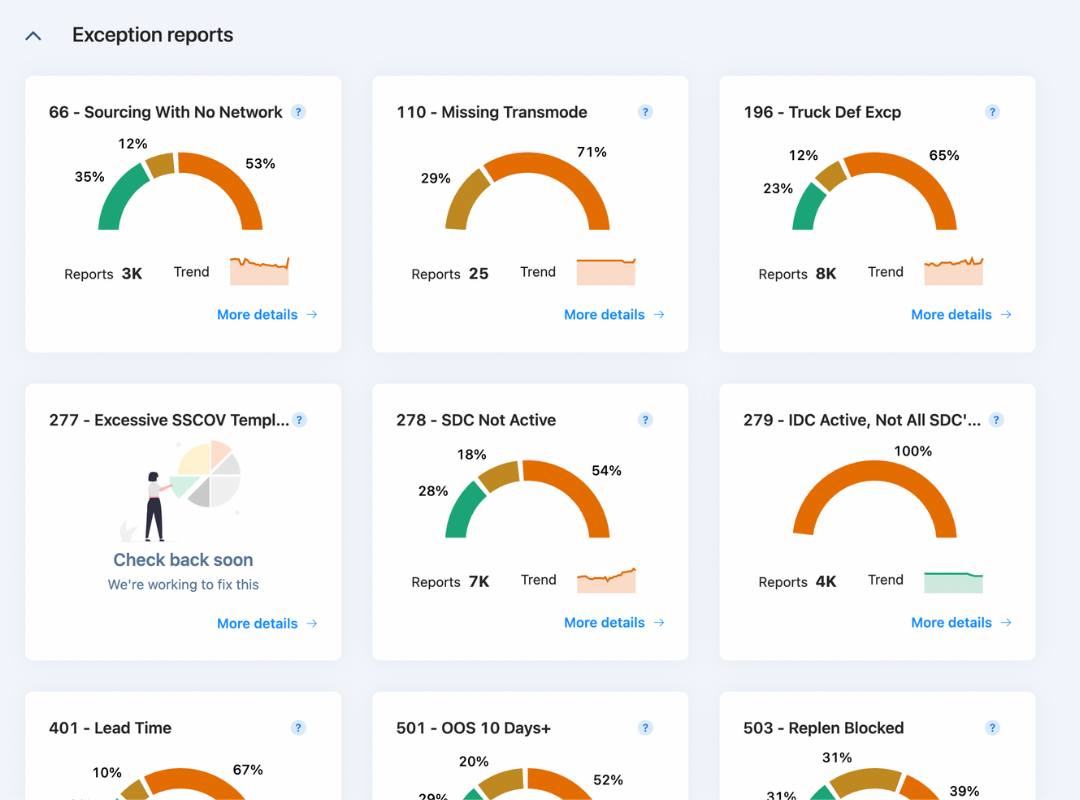 Exception reports
66 - Sourcing With No Network ?
12%
35%
53%
Reports 3K Trend
More details →
110 - Missing Transmode ?
71%
29%
Reports 25 Trend
More details →
196 - Truck Def Excp ?
12%
65%
23%
Reports 8K Trend
More details →
277 - Excessive SSCOV Templ... ?
Check back soon
We're working to fix this
More details →
278 - SDC Not Active ?
18%
54%
28%
Reports 7K Trend
More details →
279 - IDC Active, Not All SDC'... ?
100%
Reports 4K Trend
More details →
401 - Lead Time ?
10%
67%
501 - OOS 10 Days+ ?
20%
52%
29%
503 - Replen Blocked ?
31%
39%
31%